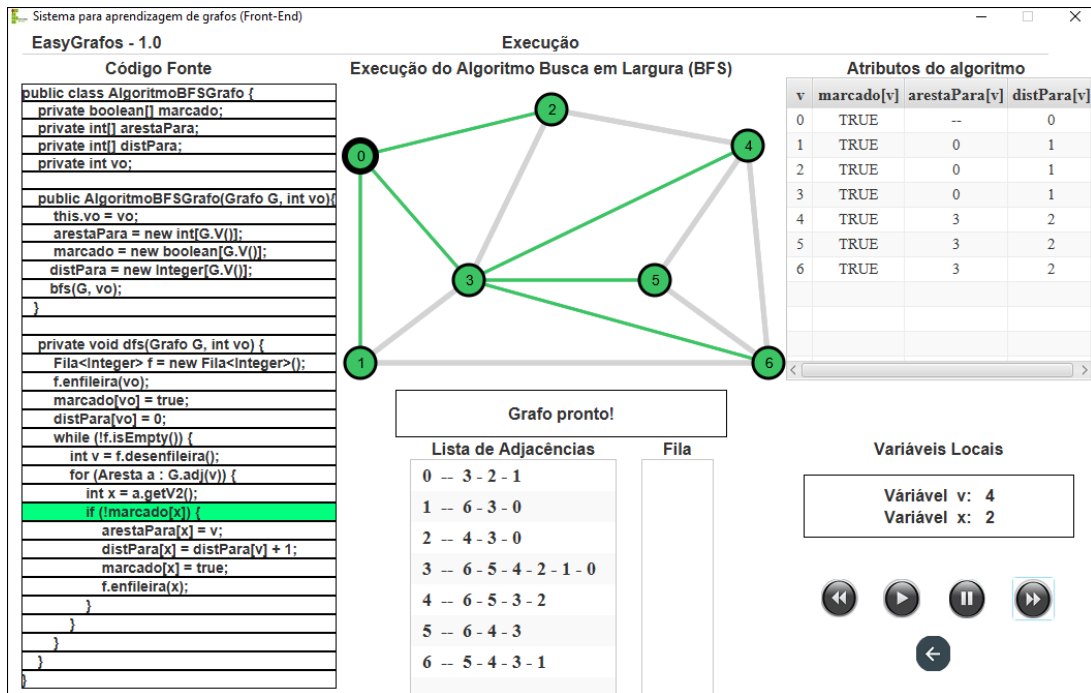 Sistema para aprendizagem de grafos (Front-End)
EasyGrafos - 1.0
Execução
Código Fonte
public class AlgoritmoBFSGrafo {
private boolean[] marcado;
private int[] arestaPara;
private int[] distPara;
private int vo;
public AlgoritmoBFSGrafo(Grafo G, int vo){
this.vo = vo;
arestaPara = new int[G.V()];
marcado = new boolean[G.V()];
distPara = new Integer[G.V()];
bfs(G, vo);
}
private void dfs(Grafo G, int vo) {
Fila<Integer> f = new Fila<Integer>();
f.enfileira(vo);
marcado[vo] = true;
distPara[vo] = 0;
while (!f.isEmpty()) {
int v = f.desenfileira();
for (Aresta a : G.adj(v)) {
int x = a.getV2();
if (!marcado[x]) {
arestaPara[x] = v;
distPara[x] = distPara[v] + 1;
marcado[x] = true;
f.enfileira(x);
}
}
}
}
}
Execução do Algoritmo Busca em Largura (BFS)
2
0
4
3
5
1
6
Grafo pronto!
Lista de Adjacências
0 -- 3 - 2 - 1
1 -- 6 - 3 - 0
2 -- 4 - 3 - 0
3 -- 6 - 5 - 4 - 2 - 1 - 0
4 -- 6 - 5 - 3 - 2
5 -- 6 - 4 - 3
6 -- 5 - 4 - 3 - 1
Fila
Atributos do algoritmo
v marcado[v] arestaPara[v] distPara[v]
0 TRUE -- 0
1 TRUE 0 1
2 TRUE 0 1
3 TRUE 0 1
4 TRUE 3 2
5 TRUE 3 2
6 TRUE 3 2
Variáveis Locais
Váriável v: 4
Variável x: 2